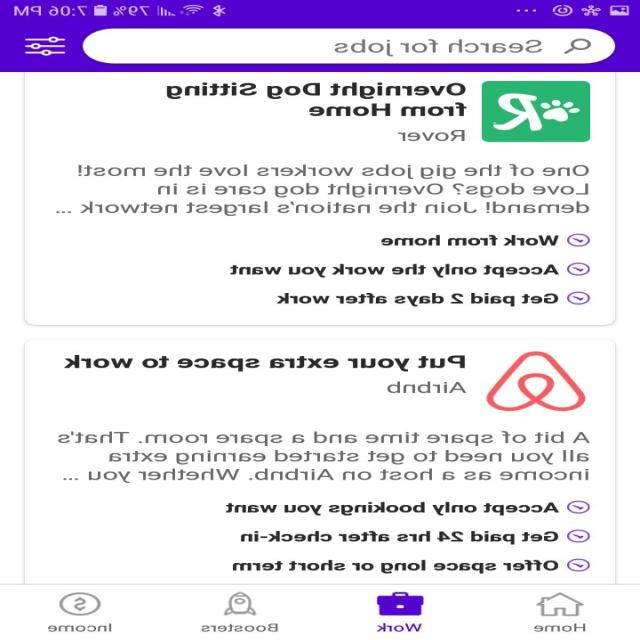 7:06 PM
79%
Search for jobs
Overnight Dog Sitting
from Home
Rover
One of the gig jobs workers love the most!
Love dogs? Overnight dog care is in
demand! Join the nation's largest network ...
Work from home
Accept only the work you want
Get paid 2 days after work
Put your extra space to work
Airbnb
A bit of spare time and a spare room. That's
all you need to get started earning extra
income as a host on Airbnb. Whether you ...
Accept only bookings you want
Get paid 24 hrs after check-in
Offer space long or short term
Home
Work
Boosters
Income